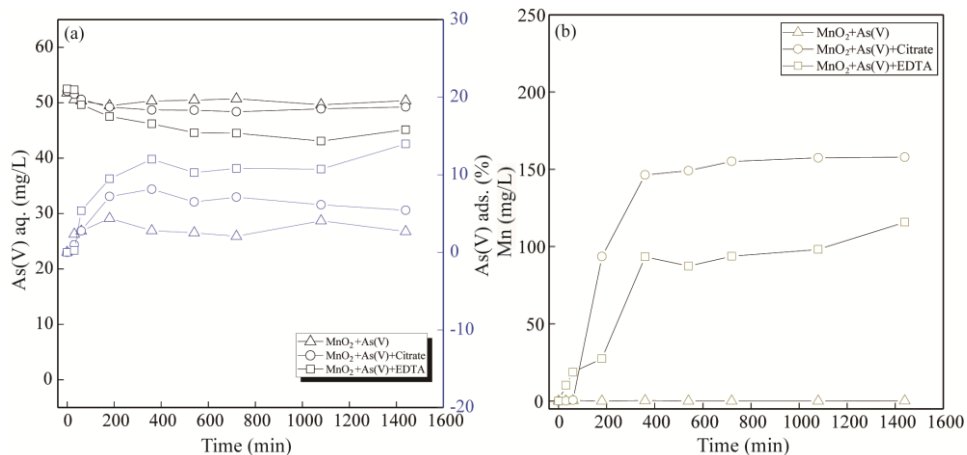 (a)
As(V) aq. (mg/L)
60
50
40
30
20
10
0
MnO₂+As(V)
MnO₂+As(V)+Citrate
MnO₂+As(V)+EDTA
0 200 400 600 800 1000 1200 1400 1600
Time (min)
30
20
10
0
-10
-20
As(V) ads. (%)
(b)
Mn (mg/L)
250
200
150
100
50
0
MnO₂+As(V)
MnO₂+As(V)+Citrate
MnO₂+As(V)+EDTA
0 200 400 600 800 1000 1200 1400 1600
Time (min)